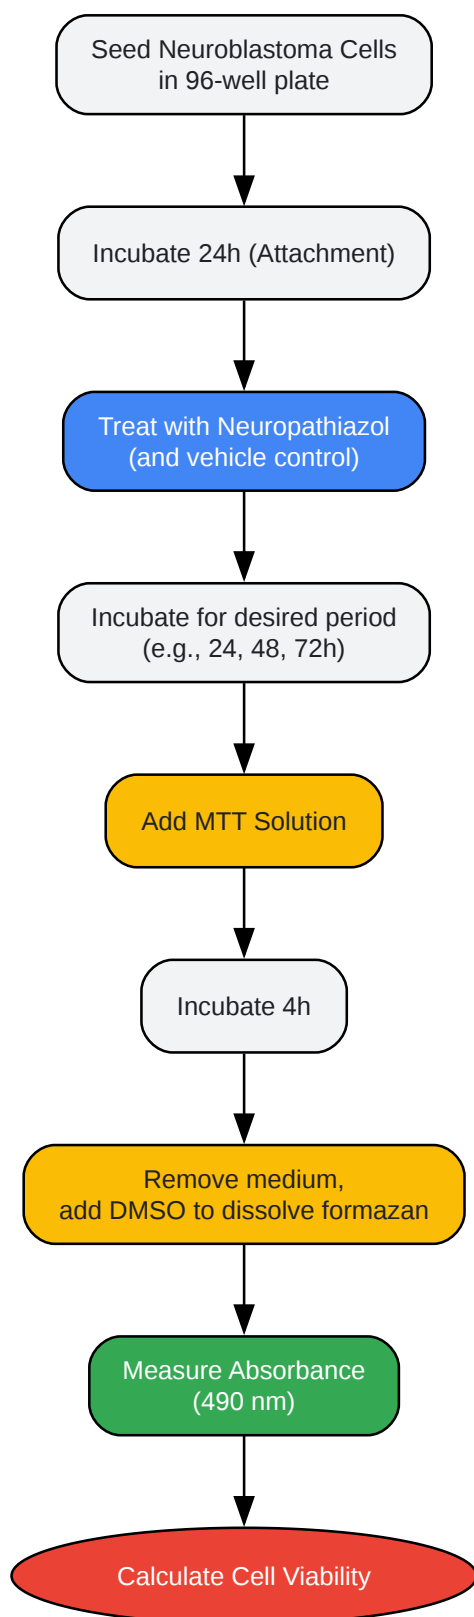 Seed Neuroblastoma Cells
in 96-well plate
Incubate 24h (Attachment)
Treat with Neuropathiazol
(and vehicle control)
Incubate for desired period
(e.g., 24, 48, 72h)
Add MTT Solution
Incubate 4h
Remove medium,
add DMSO to dissolve formazan
Measure Absorbance
(490 nm)
Calculate Cell Viability